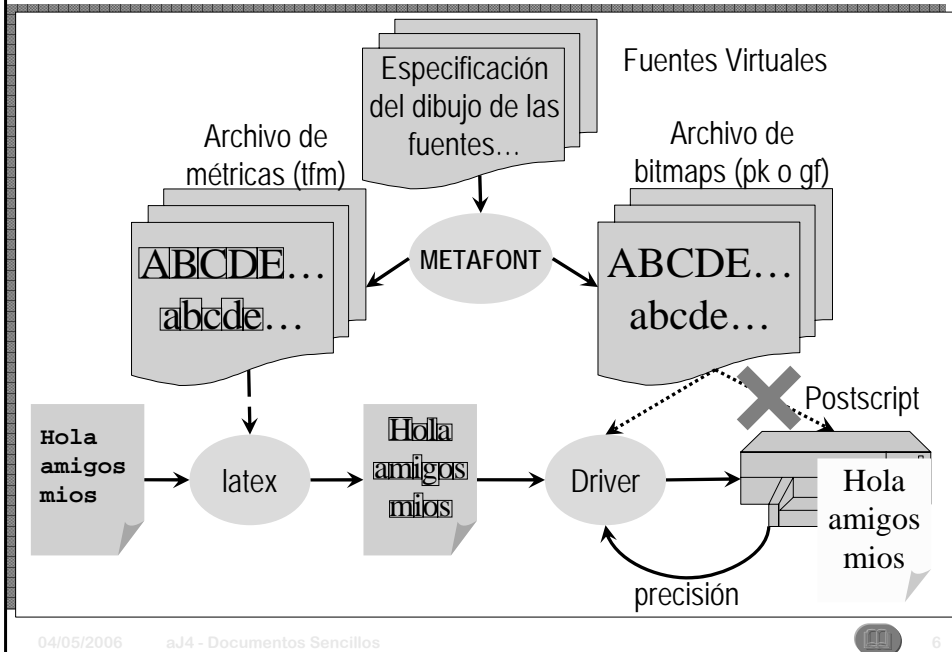 Fuentes Virtuales
Especificación
del dibujo de las
fuentes…
Archivo de
métricas (tfm)
Archivo de
bitmaps (pk o gf)
METAFONT
ABCDE…
abcde…
ABCDE…
abcde…
Postscript
Hola
amigos
mios
latex
Hola
amigos
mios
Driver
Hola
amigos
mios
precisión
04/05/2006 aJ4 - Documentos Sencillos 6